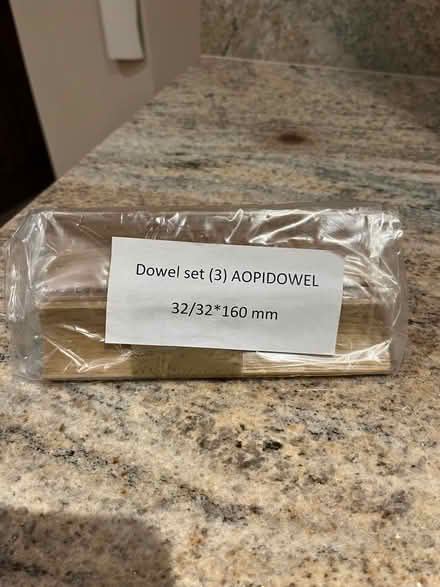 Dowel set (3) AOPIDOWEL
32/32*160 mm